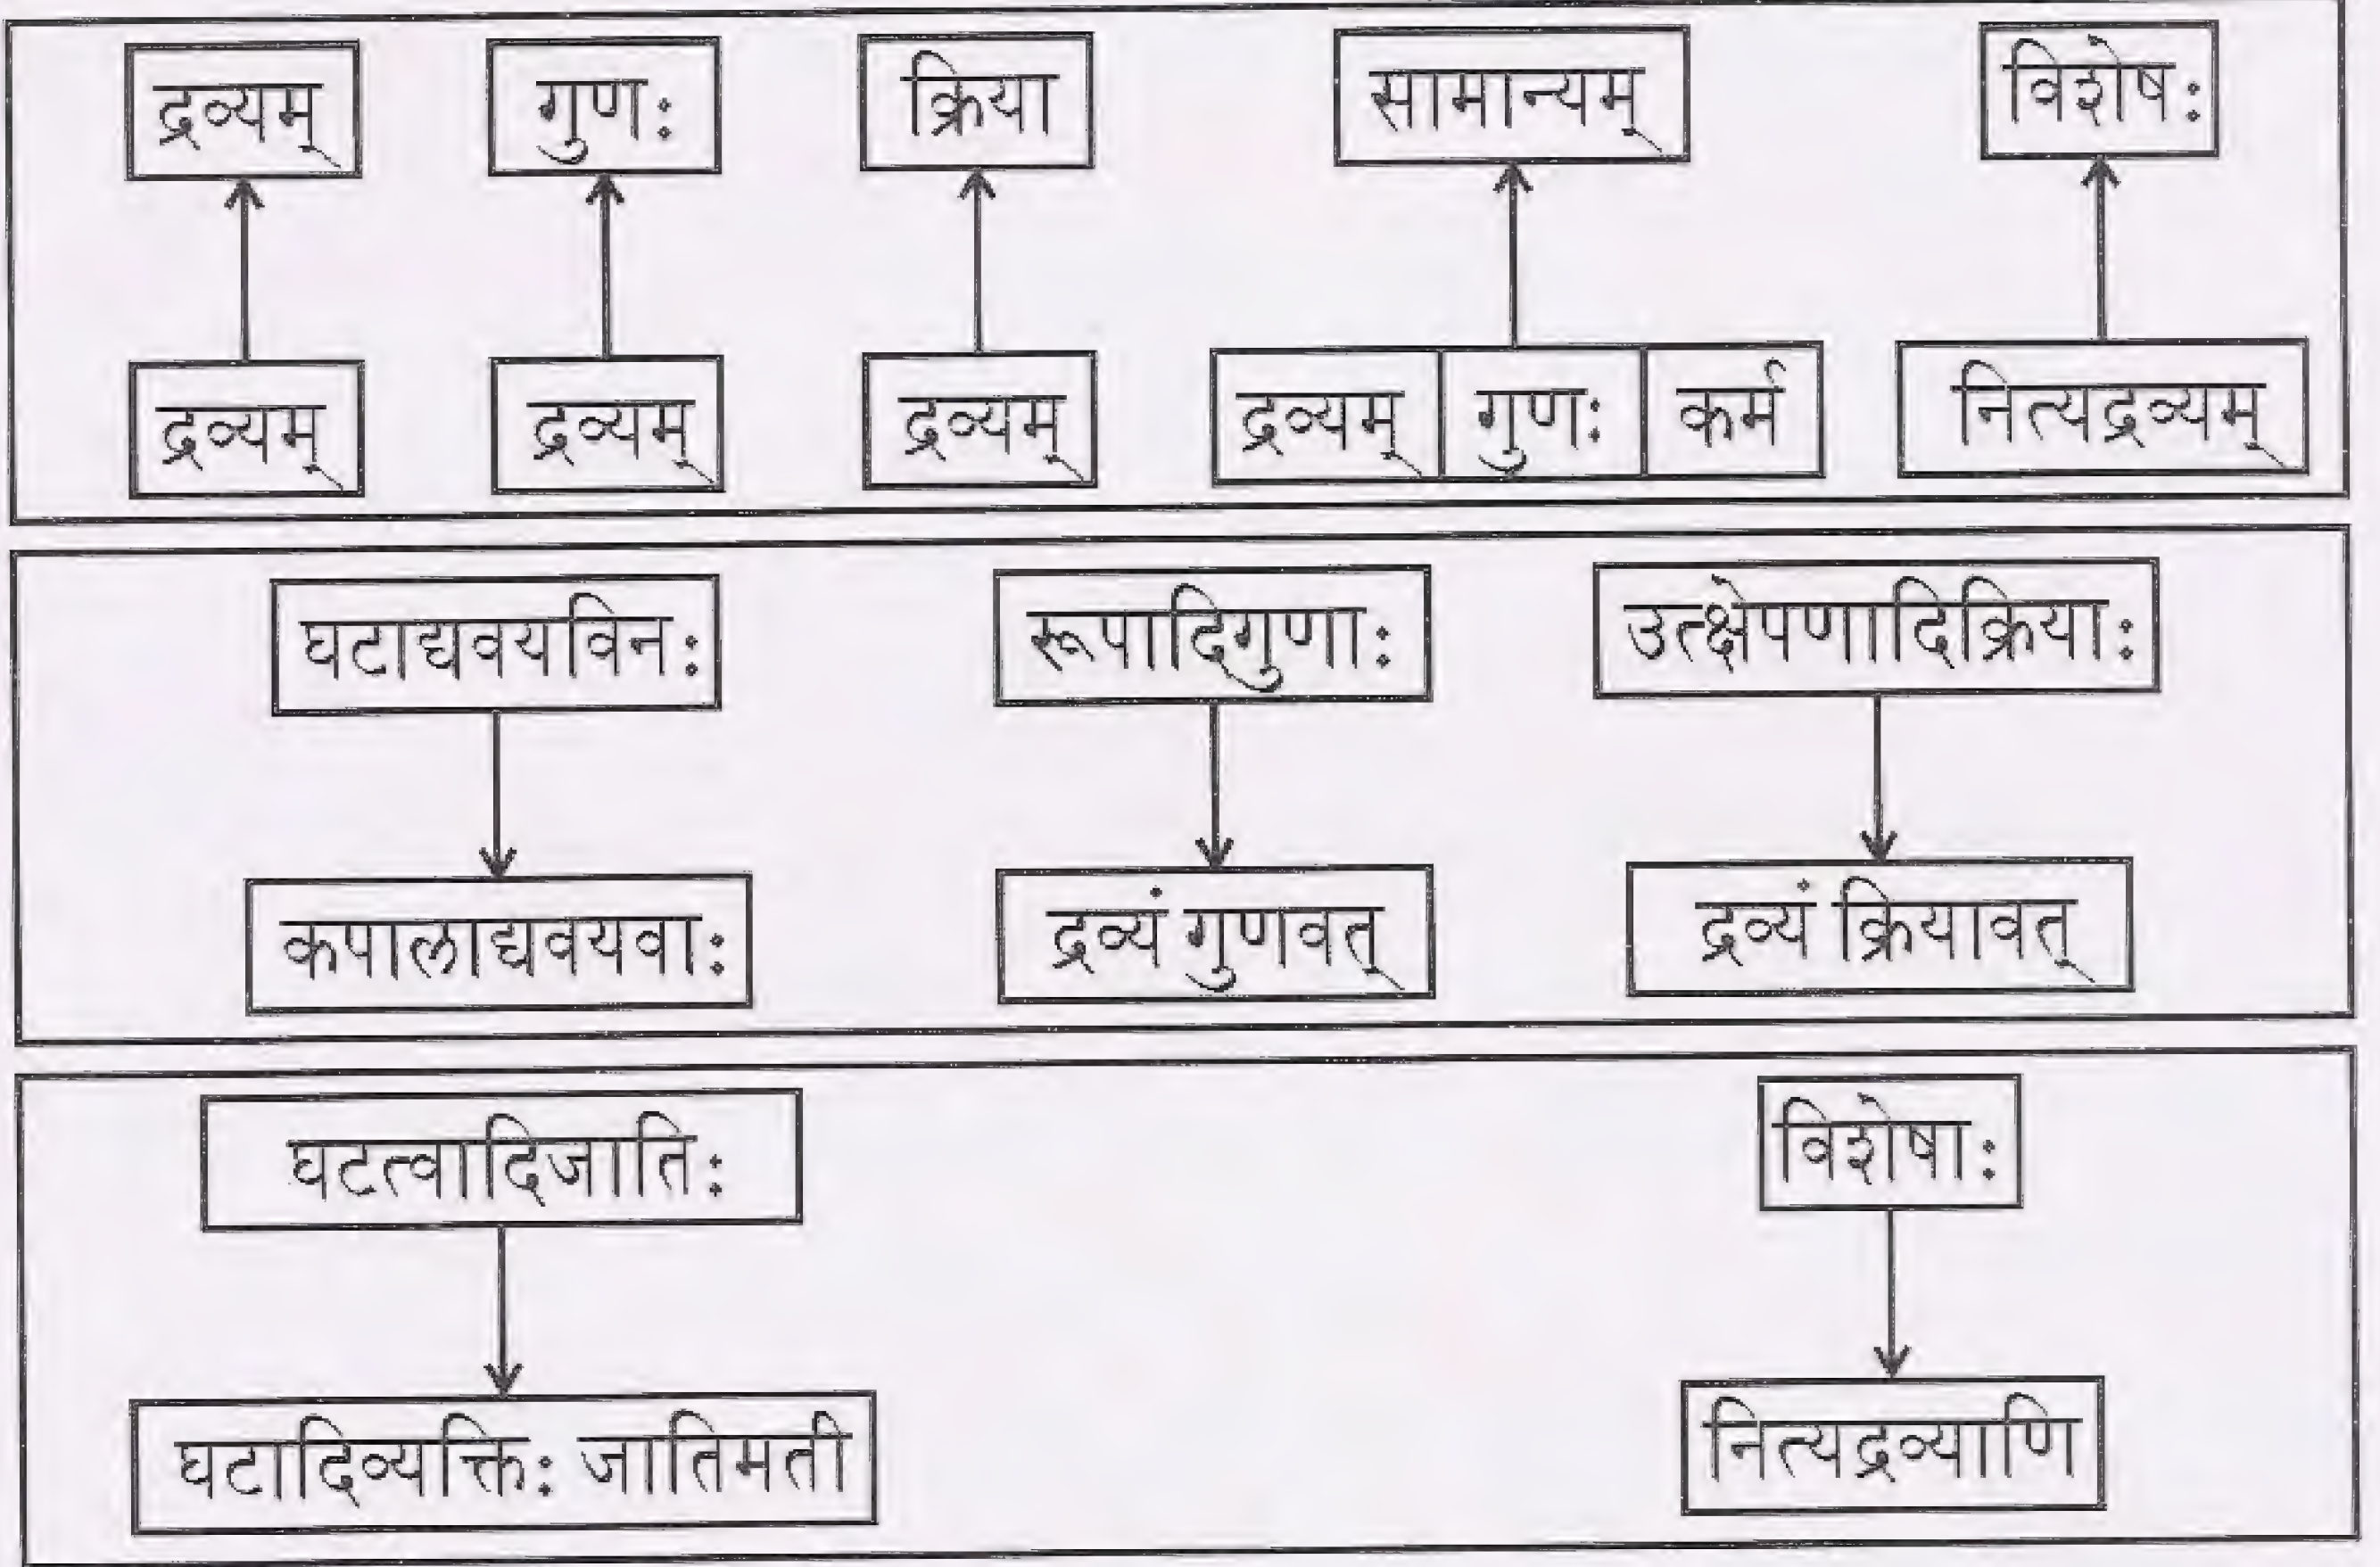 द्रव्यम् गुणः क्रिया सामान्यम् विशेषः
द्रव्यम् द्रव्यम् द्रव्यम् द्रव्यम् गुणः कर्म नित्यद्रव्यम्
घटाद्यवयविनः रूपादिगुणाः उत्क्षेपणादिक्रियाः
कपालाद्यवयवाः द्रव्यं गुणवत् द्रव्यं क्रियावत्
घटत्वादिजातिः विशेषाः
घटादिव्यक्तिः जातिमती नित्यद्रव्याणि